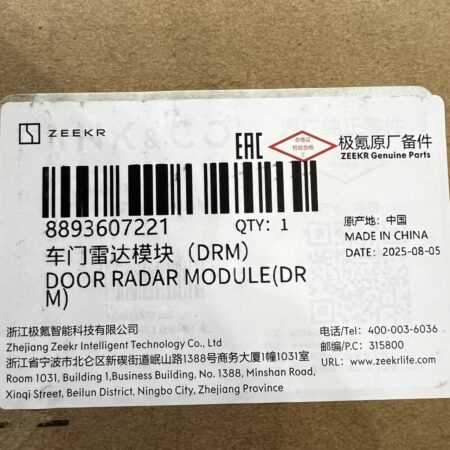 ZEEKR
EAC
合格证
检验合格
极氪原厂备件
ZEEKR Genuine Parts
8893607221
QTY: 1
车门雷达模块（DRM）
DOOR RADAR MODULE(DR
M)
原产地: 中国
MADE IN CHINA
DATE: 2025-08-05
浙江极氪智能科技有限公司
Zhejiang Zeekr Intelligent Technology Co., Ltd
浙江省宁波市北仑区新碶街道岷山路1388号商务大厦1幢1031室
Room 1031, Building 1,Business Building, No. 1388, Minshan Road,
Xinqi Street, Beilun District, Ningbo City, Zhejiang Province
电话/Tel: 400-003-6036
邮编/P.C: 315800
URL: www.zeekrlife.com